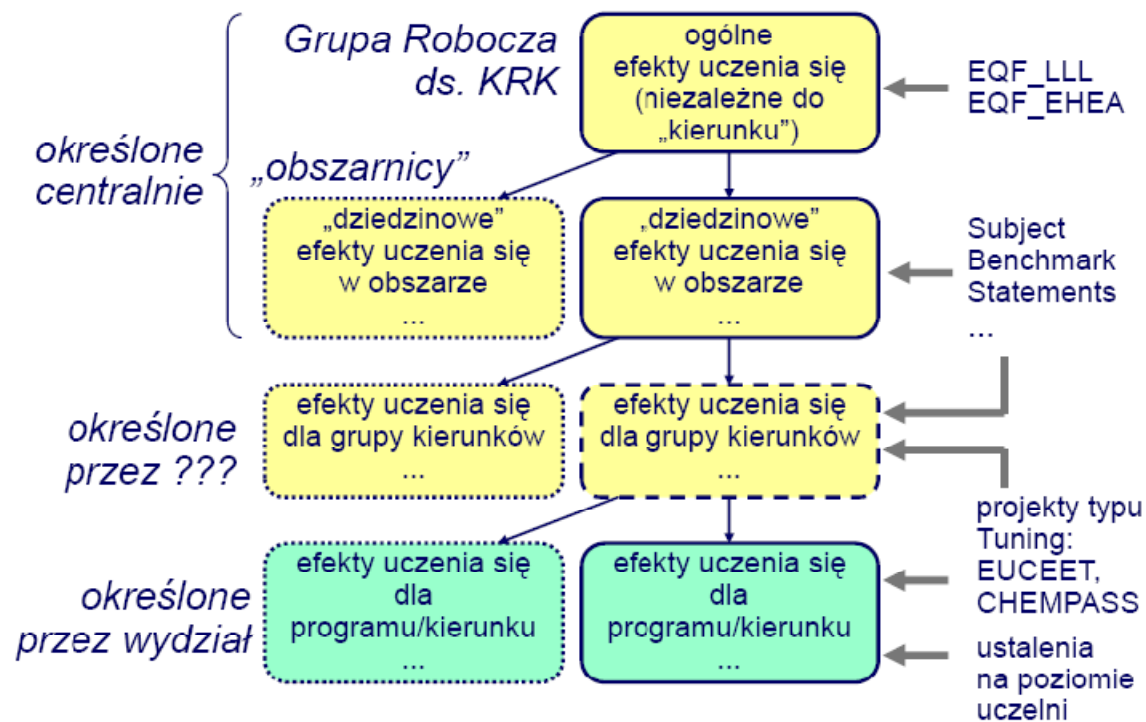 Grupa Robocza
ds. KRK
ogólne
efekty uczenia się
(niezależne do
„kierunku”)
EQF_LLL
EQF_EHEA
określone
centralnie
„obszarnicy”
„dziedzinowe”
efekty uczenia się
w obszarze
...
„dziedzinowe”
efekty uczenia się
w obszarze
...
Subject
Benchmark
Statements
...
określone
przez ???
efekty uczenia się
dla grupy kierunków
...
efekty uczenia się
dla grupy kierunków
...
projekty typu
Tuning:
EUCEET,
CHEMPASS
określone
przez wydział
efekty uczenia się
dla
programu/kierunku
...
efekty uczenia się
dla
programu/kierunku
...
ustalenia
na poziomie
uczelni